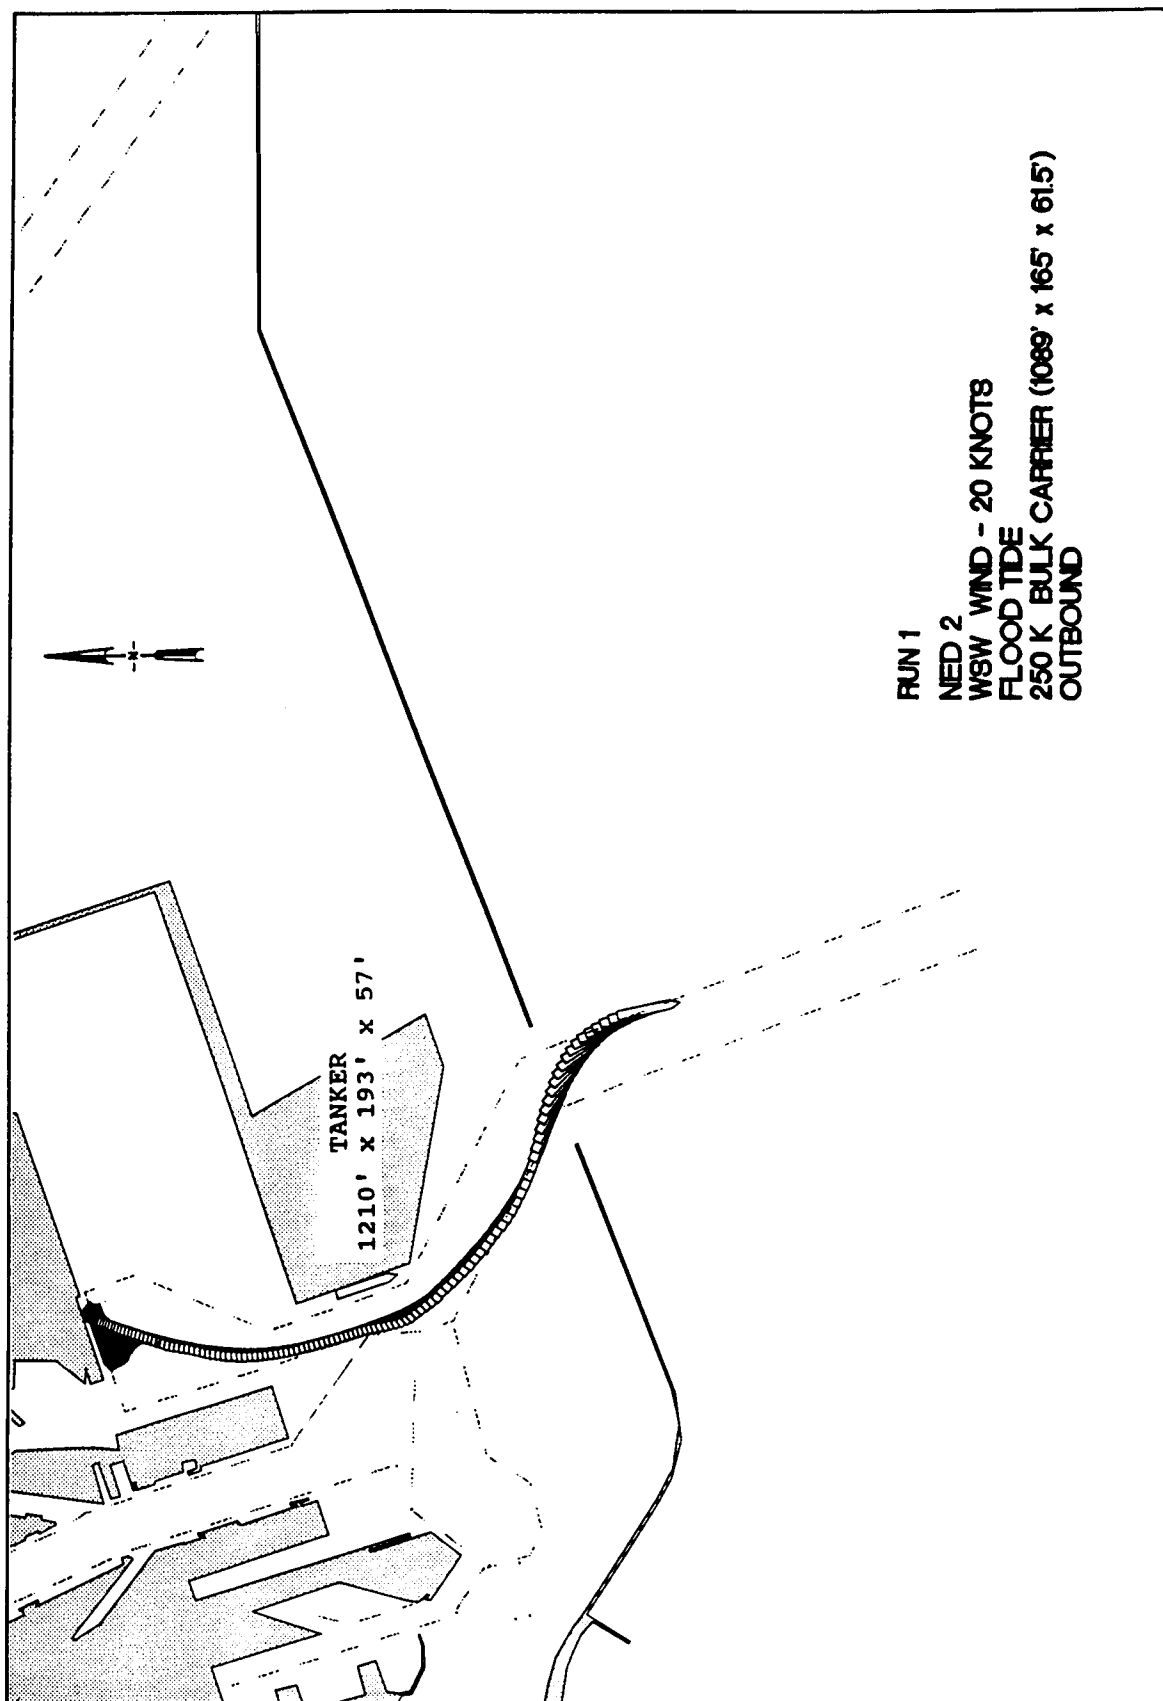 N
TANKER
1210' x 193' x 57'
RUN 1
NED 2
WSW WIND - 20 KNOTS
FLOOD TIDE
250 K BULK CARRIER (1089' x 165' x 61.5')
OUTBOUND